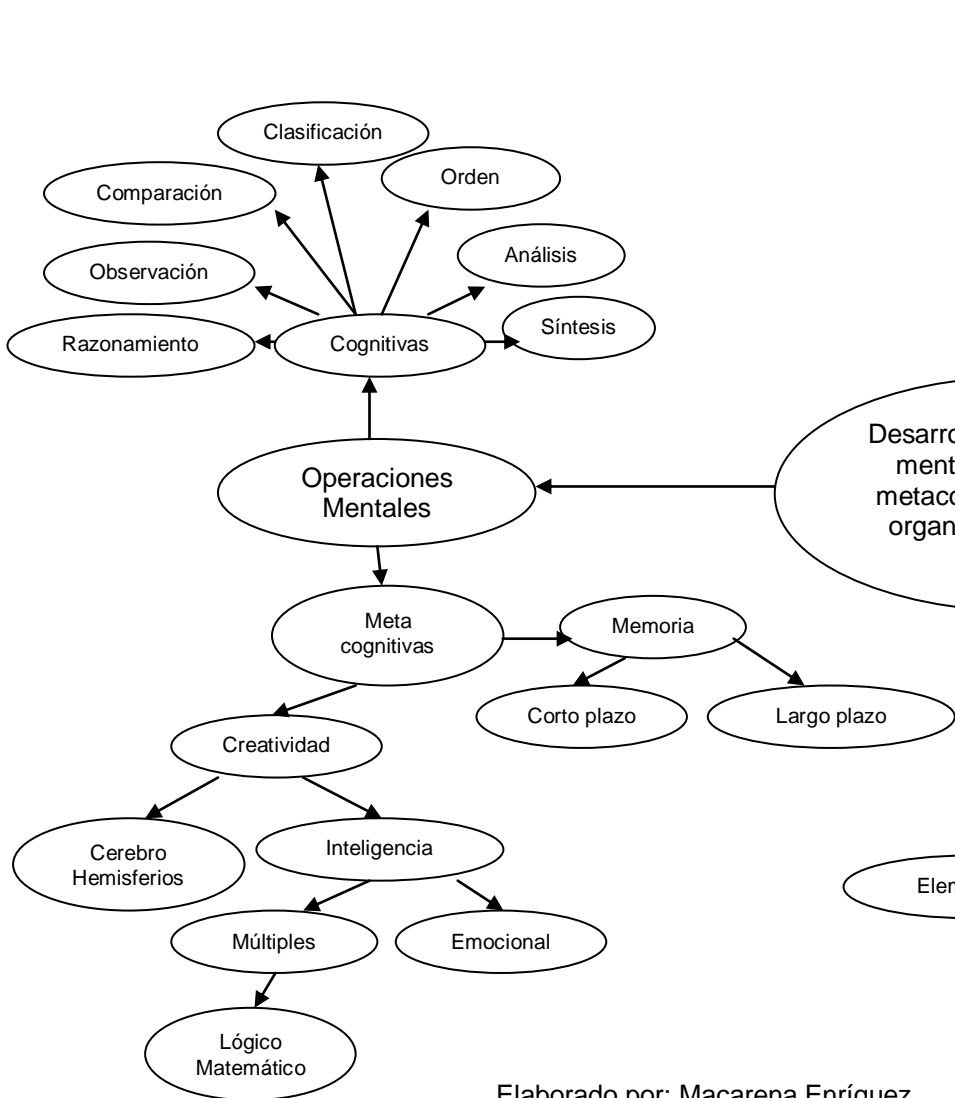 Clasificación
Orden
Comparación
Análisis
Observación
Síntesis
Razonamiento
Cognitivas
Operaciones
Mentales
Desarro
ment
metaco
organ
Meta
cognitivas
Memoria
Corto plazo
Largo plazo
Creatividad
Cerebro
Hemisferios
Inteligencia
Elem
Múltiples
Emocional
Lógico
Matemático
Elaborado por: Macarena Enríquez